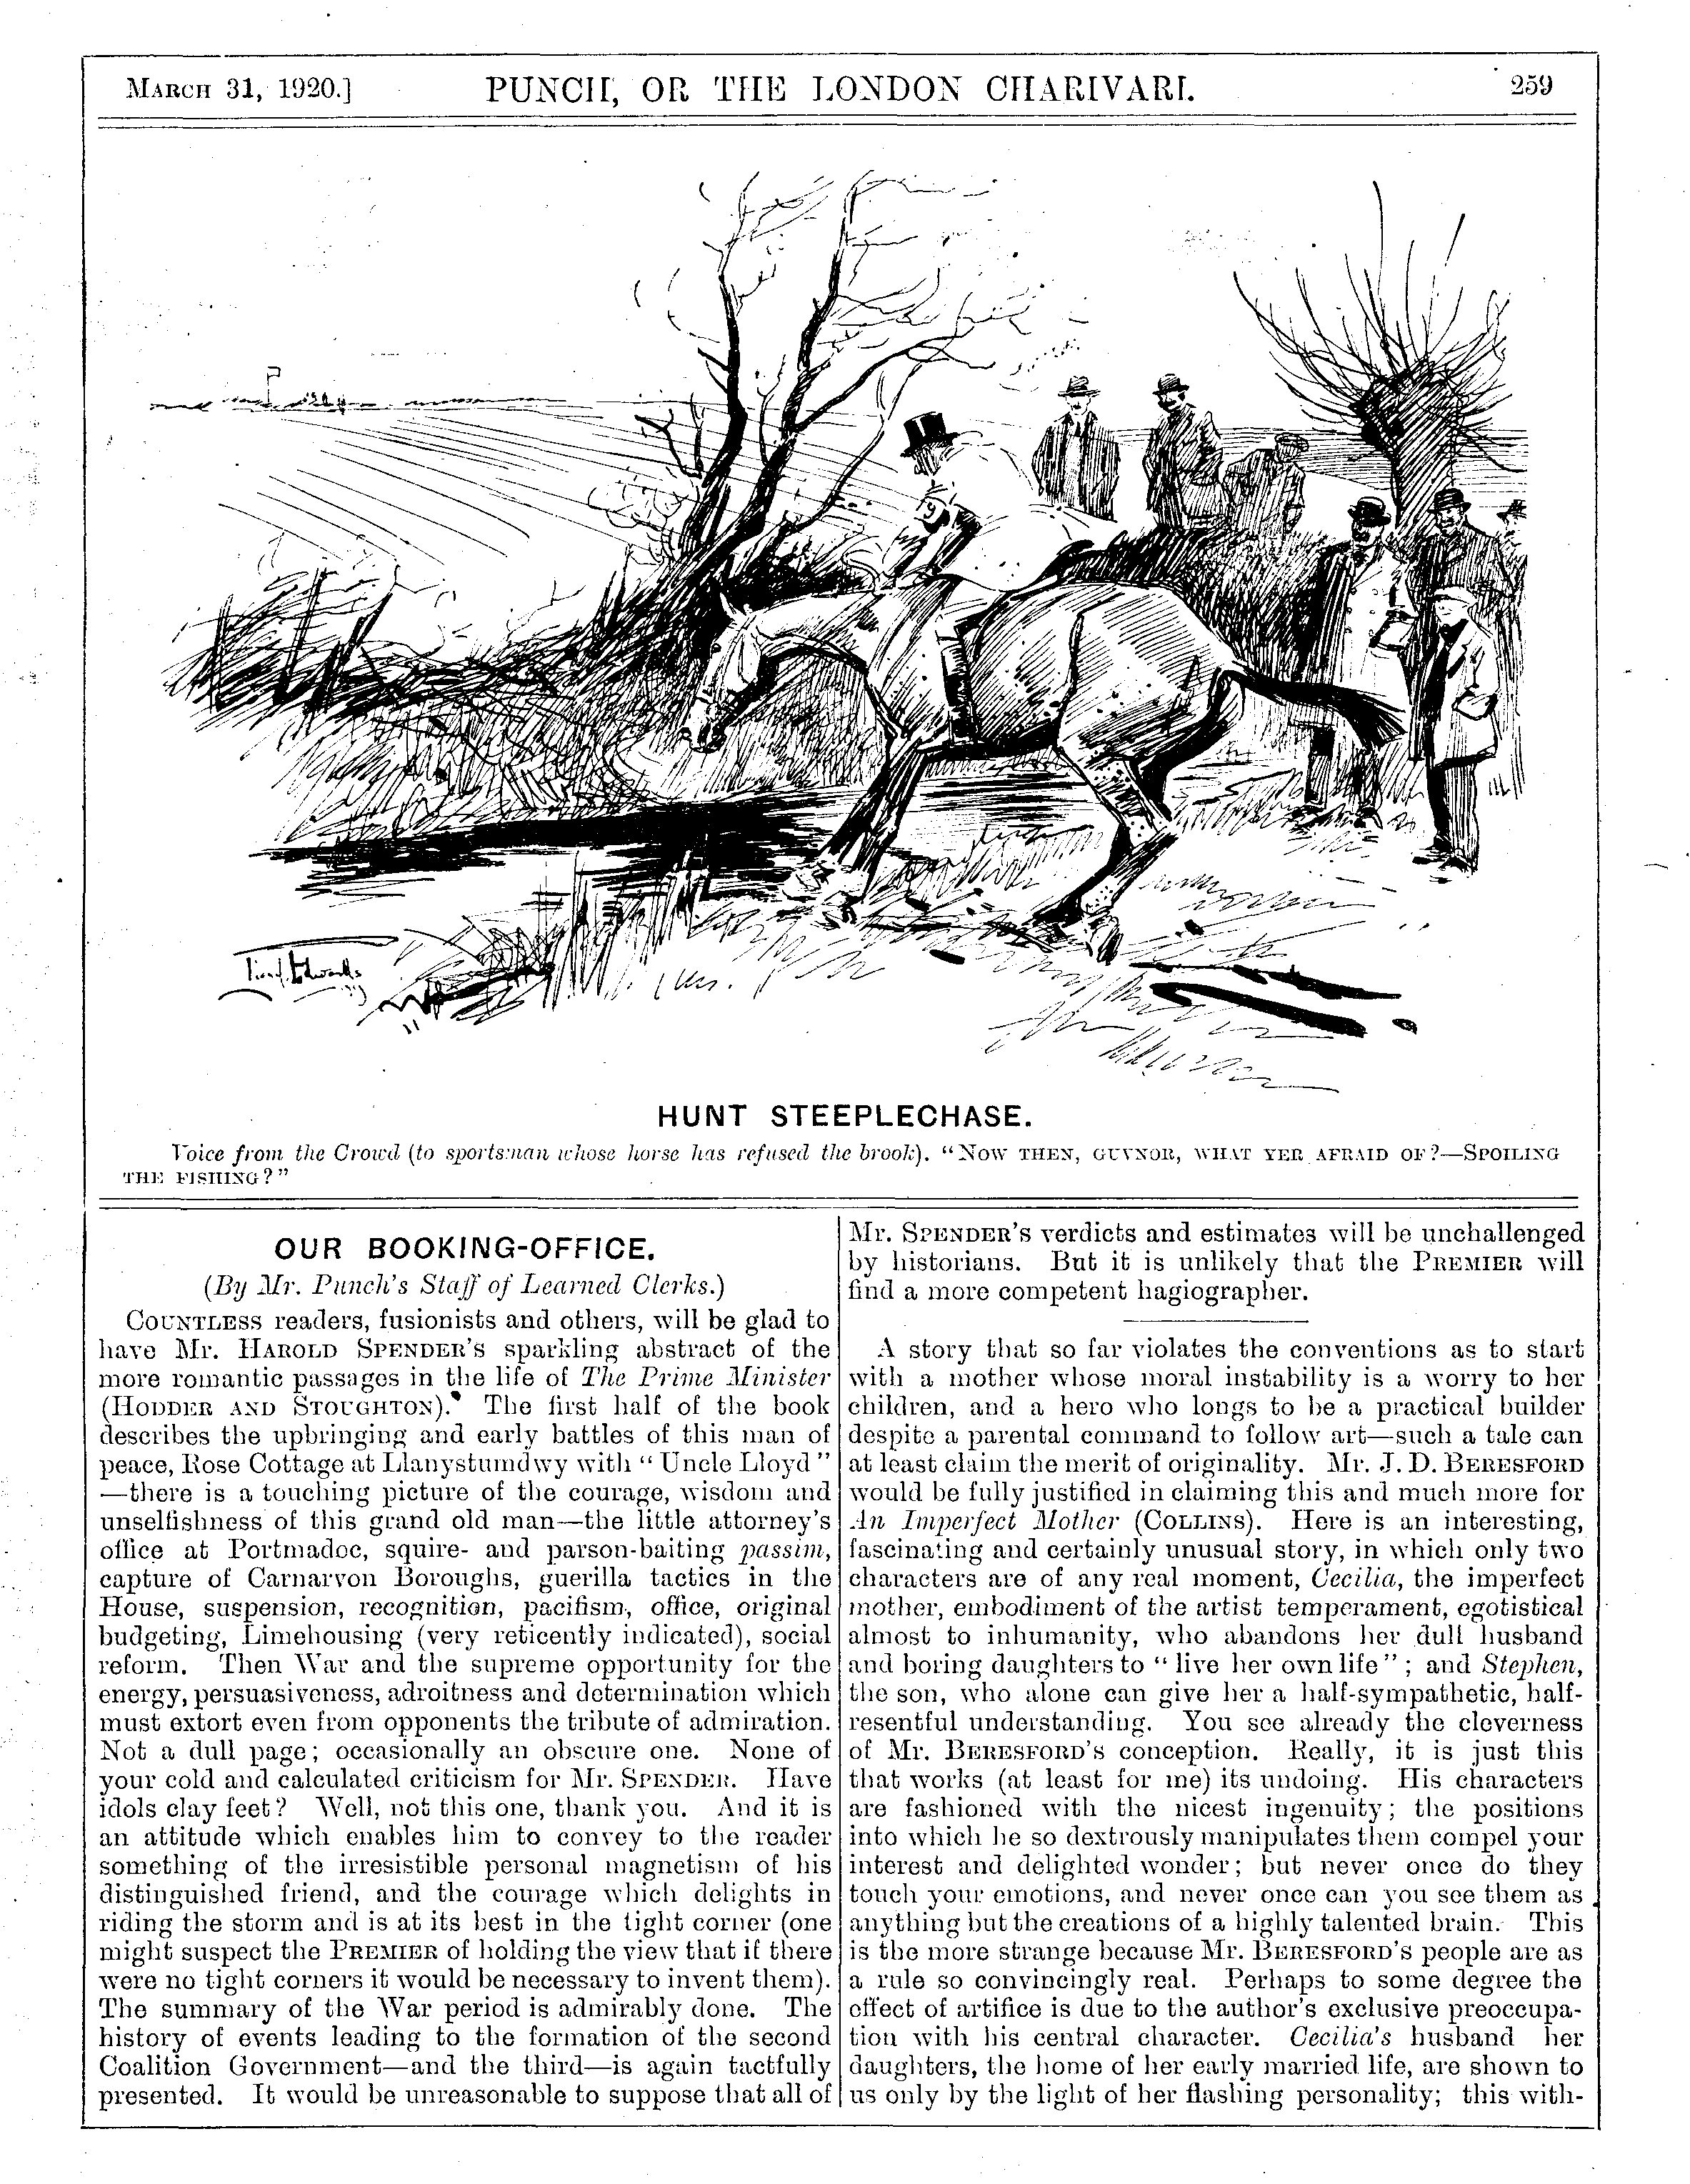 MARCH 31, 1920.] PUNCH, OR THE LONDON CHARIVARI. 259
9
HUNT STEEPLECHASE.
Voice from the Crowd (to sportsman whose horse has refused the brook). "NOW THEN, GUVNOR, WHAT YER AFRAID OF?—SPOILING
THE FISHING?"
OUR BOOKING-OFFICE.
(By Mr. Punch's Staff of Learned Clerks.)
COUNTLESS readers, fusionists and others, will be glad to
have Mr. HAROLD SPENDER'S sparkling abstract of the
more romantic passages in the life of The Prime Minister
(HODDER AND STOUGHTON). The first half of the book
describes the upbringing and early battles of this man of
peace, Rose Cottage at Llanystumdwy with "Uncle Lloyd"
—there is a touching picture of the courage, wisdom and
unselfishness of this grand old man—the little attorney's
office at Portmadoc, squire- and parson-baiting passim,
capture of Carnarvon Boroughs, guerilla tactics in the
House, suspension, recognition, pacifism, office, original
budgeting, Limehousing (very reticently indicated), social
reform. Then War and the supreme opportunity for the
energy, persuasiveness, adroitness and determination which
must extort even from opponents the tribute of admiration.
Not a dull page; occasionally an obscure one. None of
your cold and calculated criticism for Mr. SPENDER. Have
idols clay feet? Well, not this one, thank you. And it is
an attitude which enables him to convey to the reader
something of the irresistible personal magnetism of his
distinguished friend, and the courage which delights in
riding the storm and is at its best in the tight corner (one
might suspect the PREMIER of holding the view that if there
were no tight corners it would be necessary to invent them).
The summary of the War period is admirably done. The
history of events leading to the formation of the second
Coalition Government—and the third—is again tactfully
presented. It would be unreasonable to suppose that all of
Mr. SPENDER'S verdicts and estimates will be unchallenged
by historians. But it is unlikely that the PREMIER will
find a more competent hagiographer.
A story that so far violates the conventions as to start
with a mother whose moral instability is a worry to her
children, and a hero who longs to be a practical builder
despite a parental command to follow art—such a tale can
at least claim the merit of originality. Mr. J. D. BERESFORD
would be fully justified in claiming this and much more for
An Imperfect Mother (COLLINS). Here is an interesting,
fascinating and certainly unusual story, in which only two
characters are of any real moment, Cecilia, the imperfect
mother, embodiment of the artist temperament, egotistical
almost to inhumanity, who abandons her dull husband
and boring daughters to "live her own life"; and Stephen,
the son, who alone can give her a half-sympathetic, half-
resentful understanding. You see already the cleverness
of Mr. BERESFORD'S conception. Really, it is just this
that works (at least for me) its undoing. His characters
are fashioned with the nicest ingenuity; the positions
into which he so dextrously manipulates them compel your
interest and delighted wonder; but never once do they
touch your emotions, and never once can you see them as
anything but the creations of a highly talented brain. This
is the more strange because Mr. BERESFORD'S people are as
a rule so convincingly real. Perhaps to some degree the
effect of artifice is due to the author's exclusive preoccupa-
tion with his central character. Cecilia's husband her
daughters, the home of her early married life, are shown to
us only by the light of her flashing personality; this with-